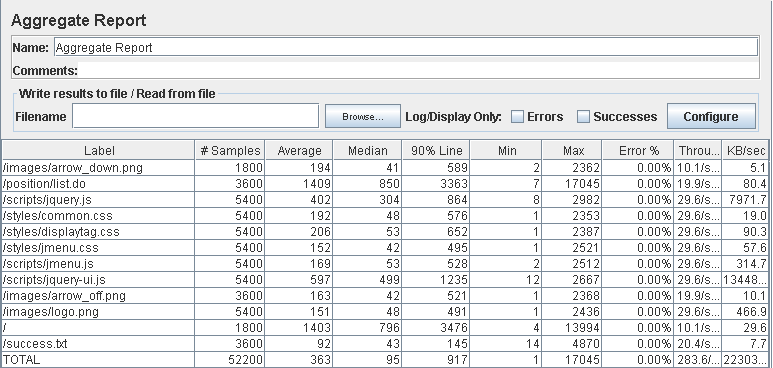 Aggregate Report
Name: Aggregate Report
Comments:
Write results to file / Read from file
Filename Browse... Log/Display Only: Errors Successes Configure
Label # Samples Average Median 90% Line Min Max Error % Throu... KB/sec
/images/arrow_down.png 1800 194 41 589 2 2362 0.00% 10.1/s... 5.1
/position/list.do 3600 1409 850 3363 7 17045 0.00% 19.9/s... 80.4
/scripts/jquery.js 5400 402 304 864 8 2982 0.00% 29.6/s... 7971.7
/styles/common.css 5400 192 48 576 1 2353 0.00% 29.6/s... 19.0
/styles/displaytag.css 5400 206 53 652 1 2387 0.00% 29.6/s... 90.3
/styles/jmenu.css 5400 152 42 495 1 2521 0.00% 29.6/s... 57.6
/scripts/jmenu.js 5400 169 53 528 2 2512 0.00% 29.6/s... 314.7
/scripts/jquery-ui.js 5400 597 499 1235 12 2667 0.00% 29.6/s... 13448...
/images/arrow_off.png 3600 163 42 521 1 2368 0.00% 19.9/s... 10.1
/images/logo.png 5400 151 48 491 1 2436 0.00% 29.6/s... 466.9
/ 1800 1403 796 3476 4 13994 0.00% 10.1/s... 29.6
/success.txt 3600 92 43 145 14 4870 0.00% 20.4/s... 7.7
TOTAL 52200 363 95 917 1 17045 0.00% 283.6/... 22303...